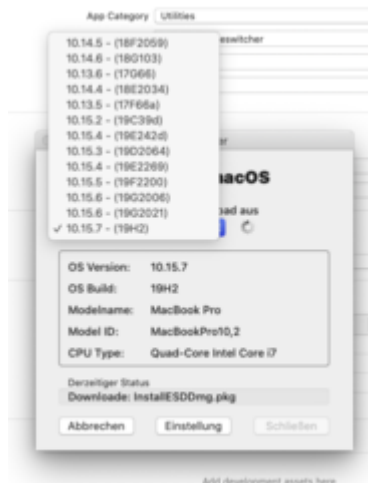 App Category Utilities
eswitcher
10.14.5 - (18F2059)
10.14.6 - (18G103)
10.13.6 - (17G66)
10.14.4 - (18E2034)
10.13.5 - (17F66a)
10.15.2 - (19C39d)
10.15.4 - (19E242d)
10.15.3 - (19D2064)
10.15.4 - (19E2269)
10.15.5 - (19F2200)
10.15.6 - (19G2006)
10.15.6 - (19G2021)
✓ 10.15.7 - (19H2)
er
acOS
oad aus
OS Version: 10.15.7
OS Build: 19H2
Modelname: MacBook Pro
Model ID: MacBookPro10,2
CPU Type: Quad-Core Intel Core i7
Derzeitiger Status
Downloade: InstallESDDmg.pkg
Abbrechen Einstellung Schließen
Add development assets here